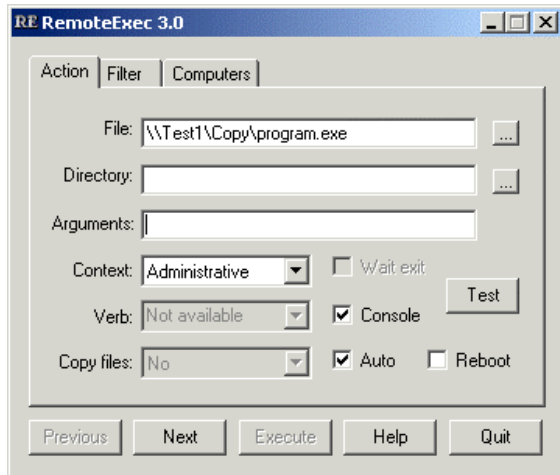 RE RemoteExec 3.0
Action Filter Computers
File: \\Test1\Copy\program.exe ...
Directory: ...
Arguments:
Context: Administrative Wait exit
Test
Verb: Not available Console
Copy files: No Auto Reboot
Previous Next Execute Help Quit